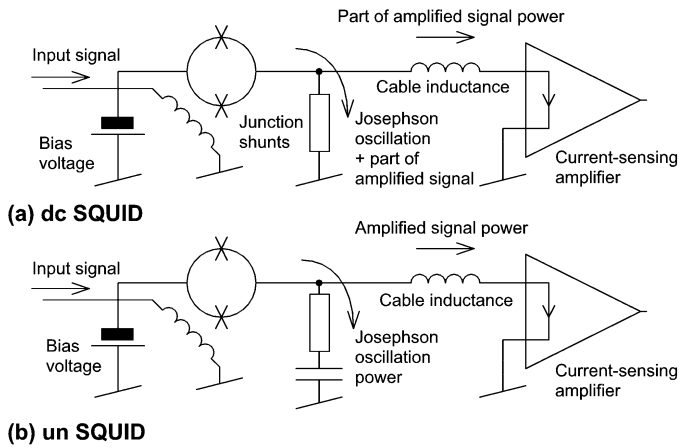 Part of amplified signal power
Input signal
Cable inductance
Junction
shunts
Josephson
oscillation
+ part of
amplified signal
Bias
voltage
Current-sensing
amplifier
(a) dc SQUID
Amplified signal power
Input signal
Cable inductance
Josephson
oscillation
power
Bias
voltage
Current-sensing
amplifier
(b) un SQUID